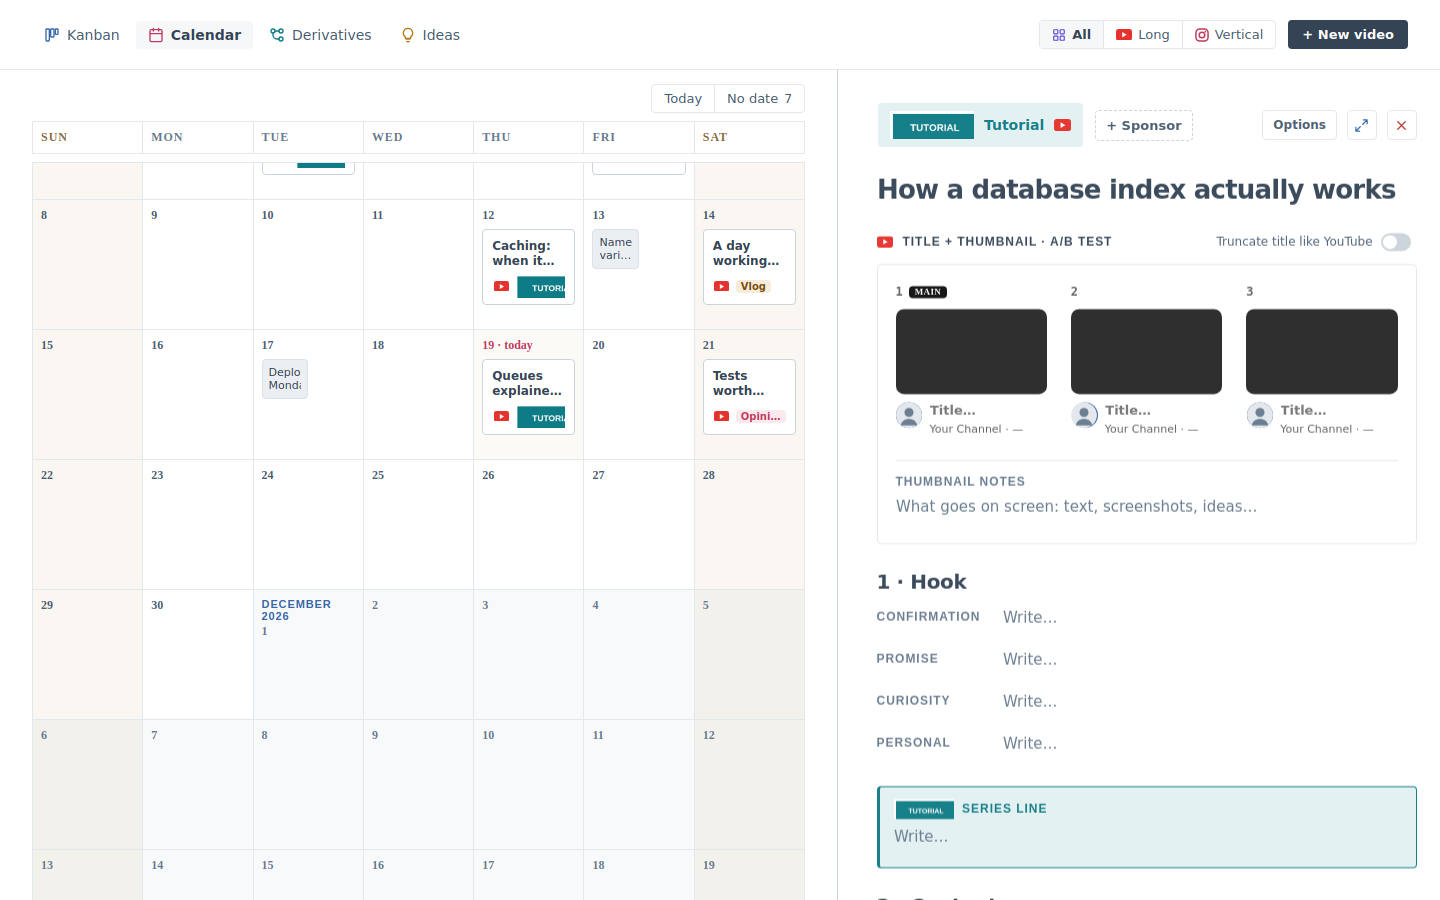 Kanban
Calendar
Derivatives
Ideas
All
Long
Vertical
+ New video
Today
No date 7
SUN
MON
TUE
WED
THU
FRI
SAT
8
9
10
11
12
13
14
Caching:
when it…
TUTORIA
Name
vari…
A day
working…
Vlog
15
16
17
18
19 · today
20
21
Deplo
Monda
Queues
explaine…
TUTORIA
Tests
worth…
Opini…
22
23
24
25
26
27
28
29
30
DECEMBER
2026
1
2
3
4
5
6
7
8
9
10
11
12
13
14
15
16
17
18
19
TUTORIAL
Tutorial
+ Sponsor
Options
How a database index actually works
TITLE + THUMBNAIL · A/B TEST
Truncate title like YouTube
1 MAIN
2
3
Title…
Your Channel · —
Title…
Your Channel · —
Title…
Your Channel · —
THUMBNAIL NOTES
What goes on screen: text, screenshots, ideas…
1 · Hook
CONFIRMATION
Write…
PROMISE
Write…
CURIOSITY
Write…
PERSONAL
Write…
TUTORIAL
SERIES LINE
Write…